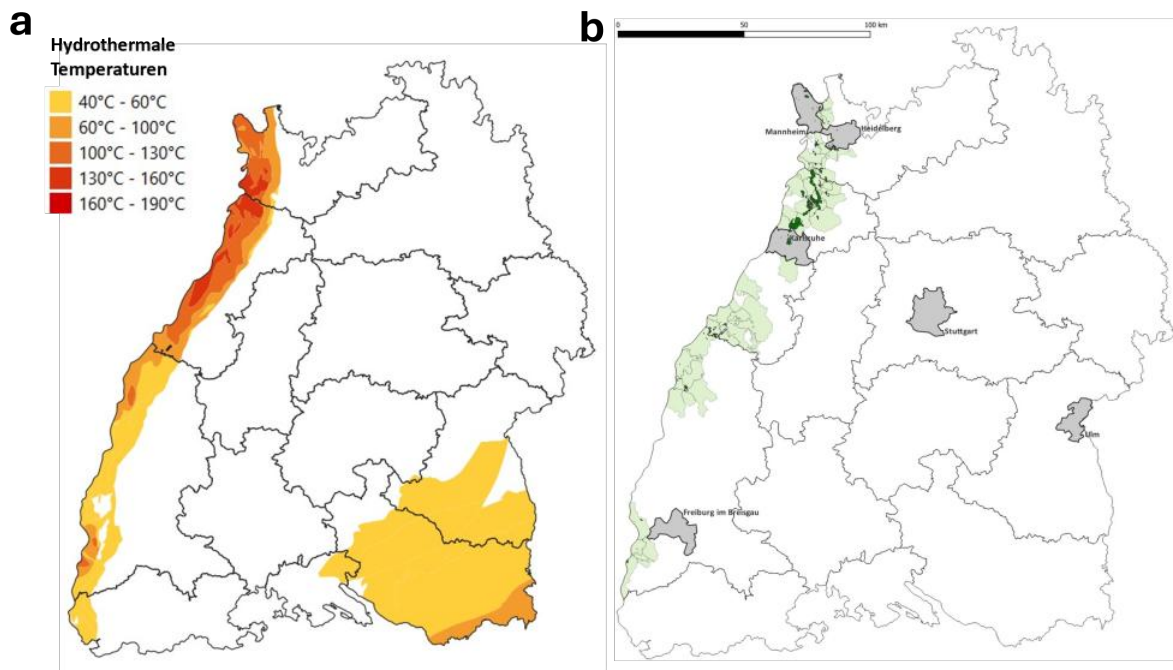 a
Hydrothermale
Temperaturen
40°C - 60°C
60°C - 100°C
100°C - 130°C
130°C - 160°C
160°C - 190°C
b
0 50 100 km
Mannheim
Heidelberg
Karlsruhe
Stuttgart
Ulm
Freiburg im Breisgau